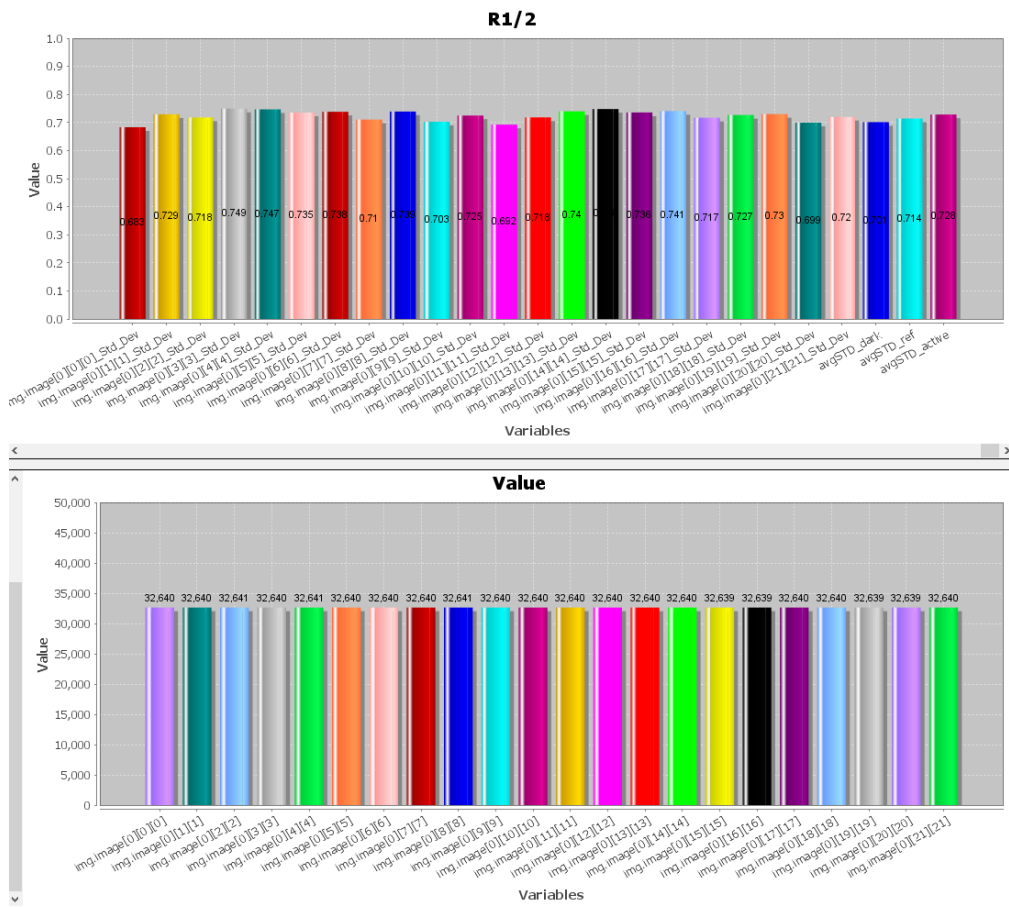 R1/2
1.0
0.9
0.8
0.7
0.6
0.5
0.4
0.3
0.2
0.1
0.0
Value
0.683
0.729
0.718
0.749
0.747
0.735
0.738
0.71
0.703
0.725
0.692
0.718
0.74
0.736
0.741
0.717
0.727
0.73
0.699
0.72
0.701
0.714
0.728
img.image[0][0][0]_Std_Dev
img.image[0][1][1]_Std_Dev
img.image[0][2][2]_Std_Dev
img.image[0][3][3]_Std_Dev
img.image[0][4][4]_Std_Dev
img.image[0][5][5]_Std_Dev
img.image[0][6][6]_Std_Dev
img.image[0][7][7]_Std_Dev
img.image[0][8][8]_Std_Dev
img.image[0][9][9]_Std_Dev
img.image[0][10][10]_Std_Dev
img.image[0][11][11]_Std_Dev
img.image[0][12][12]_Std_Dev
img.image[0][13][13]_Std_Dev
img.image[0][14][14]_Std_Dev
img.image[0][15][15]_Std_Dev
img.image[0][16][16]_Std_Dev
img.image[0][17][17]_Std_Dev
img.image[0][18][18]_Std_Dev
img.image[0][19][19]_Std_Dev
img.image[0][20][20]_Std_Dev
img.image[0][21][21]_Std_Dev
avgSTD_dark
avgSTD_ref
avgSTD_active
Variables
Value
50,000
45,000
40,000
35,000
30,000
25,000
20,000
15,000
10,000
5,000
0
Value
32,640
32,640
32,641
32,640
32,641
32,640
32,640
32,640
32,641
32,640
32,640
32,640
32,640
32,640
32,640
32,639
32,639
32,640
32,640
32,639
32,639
32,640
img.image[0][0][0]
img.image[0][1][1]
img.image[0][2][2]
img.image[0][3][3]
img.image[0][4][4]
img.image[0][5][5]
img.image[0][6][6]
img.image[0][7][7]
img.image[0][8][8]
img.image[0][9][9]
img.image[0][10][10]
img.image[0][11][11]
img.image[0][12][12]
img.image[0][13][13]
img.image[0][14][14]
img.image[0][15][15]
img.image[0][16][16]
img.image[0][17][17]
img.image[0][18][18]
img.image[0][19][19]
img.image[0][20][20]
img.image[0][21][21]
Variables